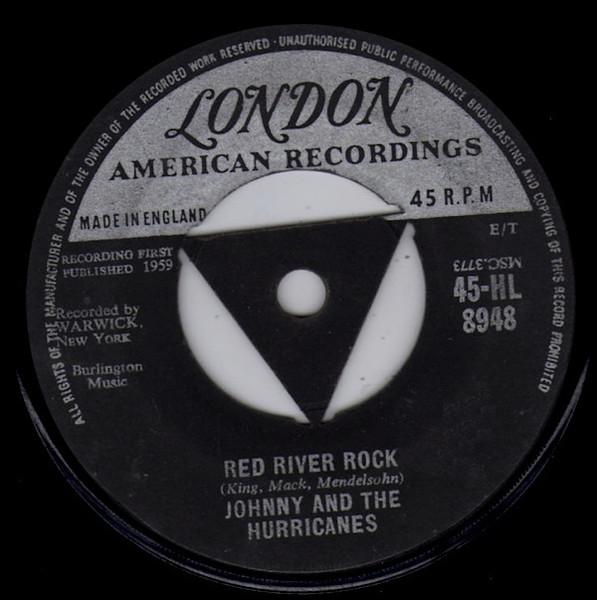 ALL RIGHTS OF THE MANUFACTURER AND OF THE OWNER OF THE RECORDED WORK RESERVED · UNAUTHORISED PUBLIC PERFORMANCE BROADCASTING AND COPYING OF THIS RECORD PROHIBITED
LONDON
AMERICAN RECORDINGS
45 R.P.M
MADE IN ENGLAND
E/T
RECORDING FIRST
PUBLISHED 1959
MSC.3773
45-HL
8948
Recorded by
WARWICK,
New York
Burlington
Music
RED RIVER ROCK
(King, Mack, Mendelsohn)
JOHNNY AND THE
HURRICANES